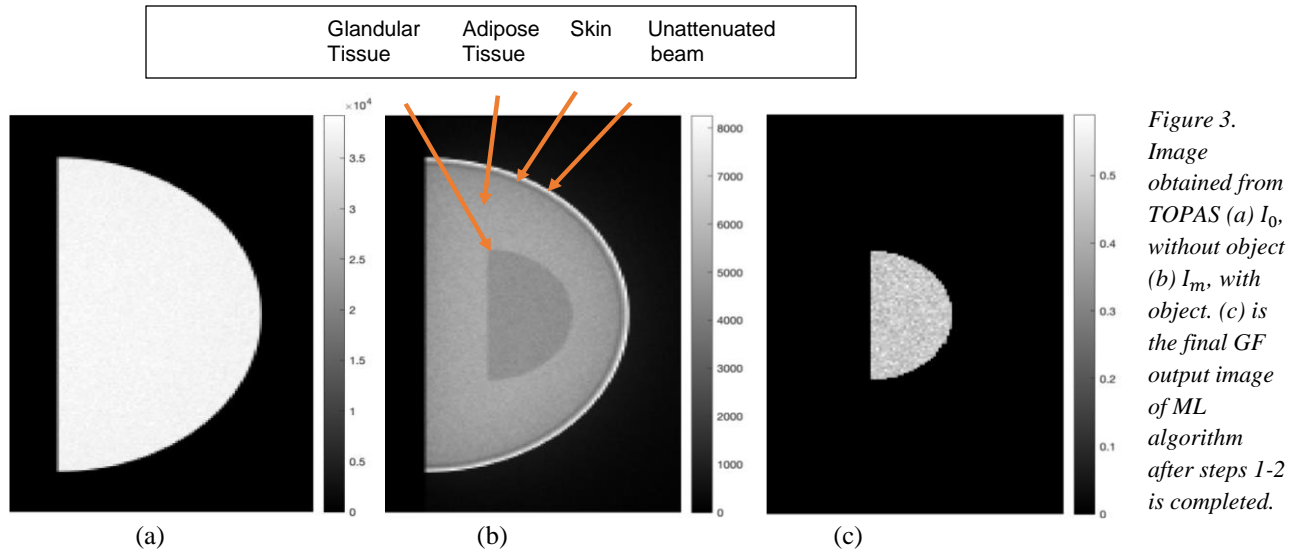 Glandular Tissue
Adipose Tissue
Skin
Unattenuated beam
×10⁴
3.5
3
2.5
2
1.5
1
0.5
0
8000
7000
6000
5000
4000
3000
2000
1000
0
0.5
0.4
0.3
0.2
0.1
0
(a)
(b)
(c)
Figure 3.
Image
obtained from
TOPAS (a) I₀,
without object
(b) Iₘ, with
object. (c) is
the final GF
output image
of ML
algorithm
after steps 1-2
is completed.